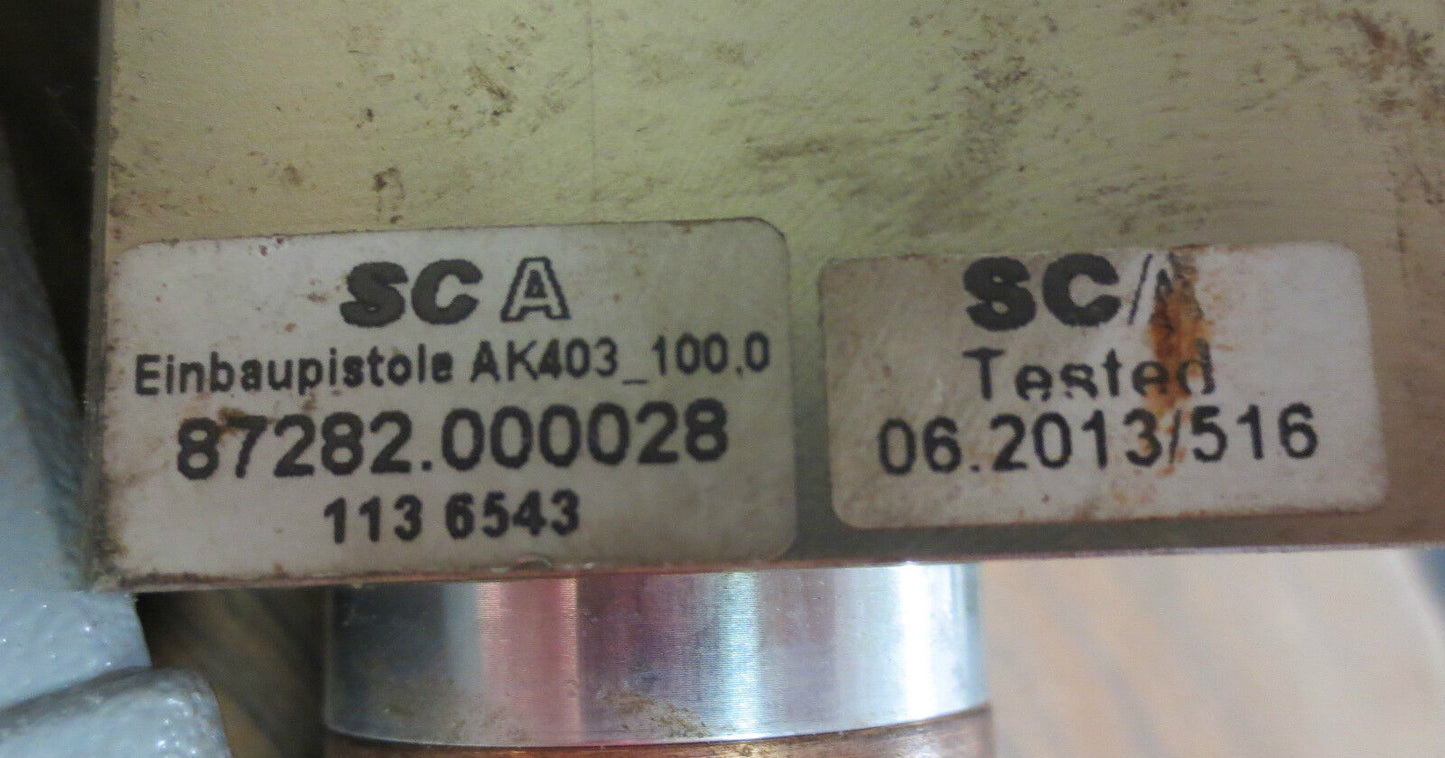 SCA
Einbaupistole AK403_100,0
87282.000028
113 6543
SCA
Tested
06.2013/516